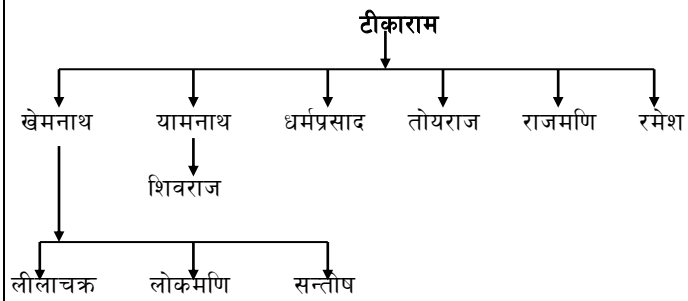 टीकाराम
खेमनाथ यामनाथ धर्मप्रसाद तोयराज राजमणि रमेश
शिवराज
लीलाचक्र लोकमणि सन्तोष